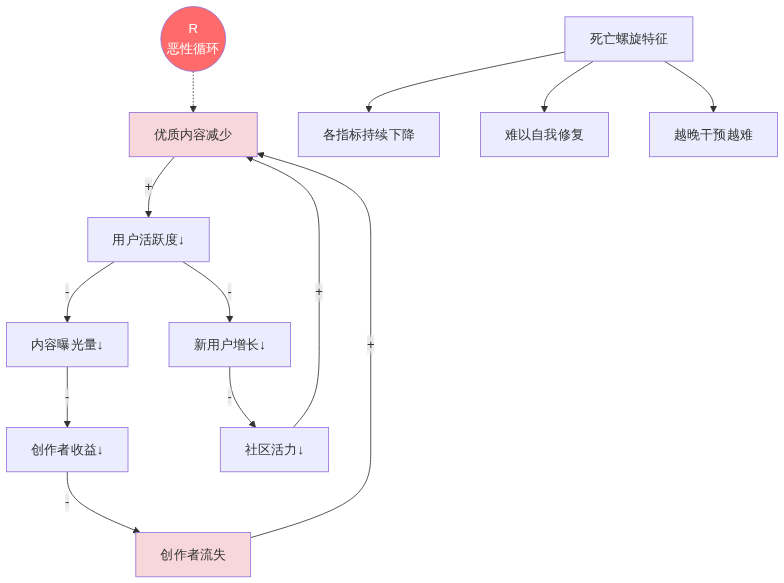 R
恶性循环
死亡螺旋特征
优质内容减少
各指标持续下降
难以自我修复
越晚干预越难
+
用户活跃度↓
-
-
+
内容曝光量↓
新用户增长↓
+
-
-
创作者收益↓
社区活力↓
-
创作者流失